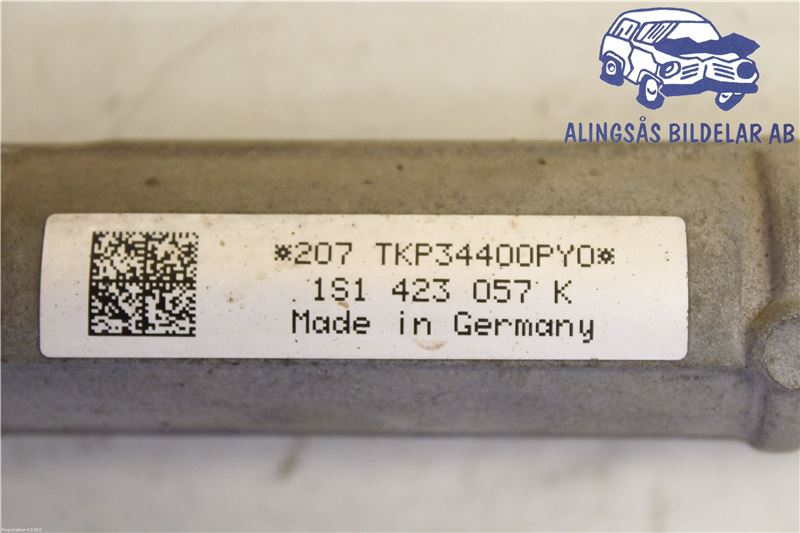 ALINGSÅS BILDELAR AB
*207 TKP34400PY0*
1S1 423 057 K
Made in Germany